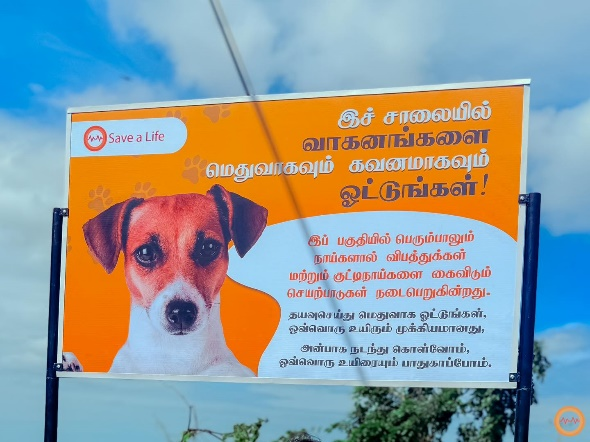 Save a Life
இச் சாலையில்
வாகனங்களை
மெதுவாகவும் கவனமாகவும்
ஓட்டுங்கள்!
இப் பகுதியில் பெரும்பாலும்
நாய்களால் விபத்துக்கள்
மற்றும் குட்டிநாய்களை கைவிடும்
செயற்பாடுகள் நடைபெறுகின்றது.
தயவுசெய்து மெதுவாக ஓட்டுங்கள்,
ஒவ்வொரு உயிரும் முக்கியமானது,
அன்பாக நடந்து கொள்வோம்,
ஒவ்வொரு உயிரையும் பாதுகாப்போம்.